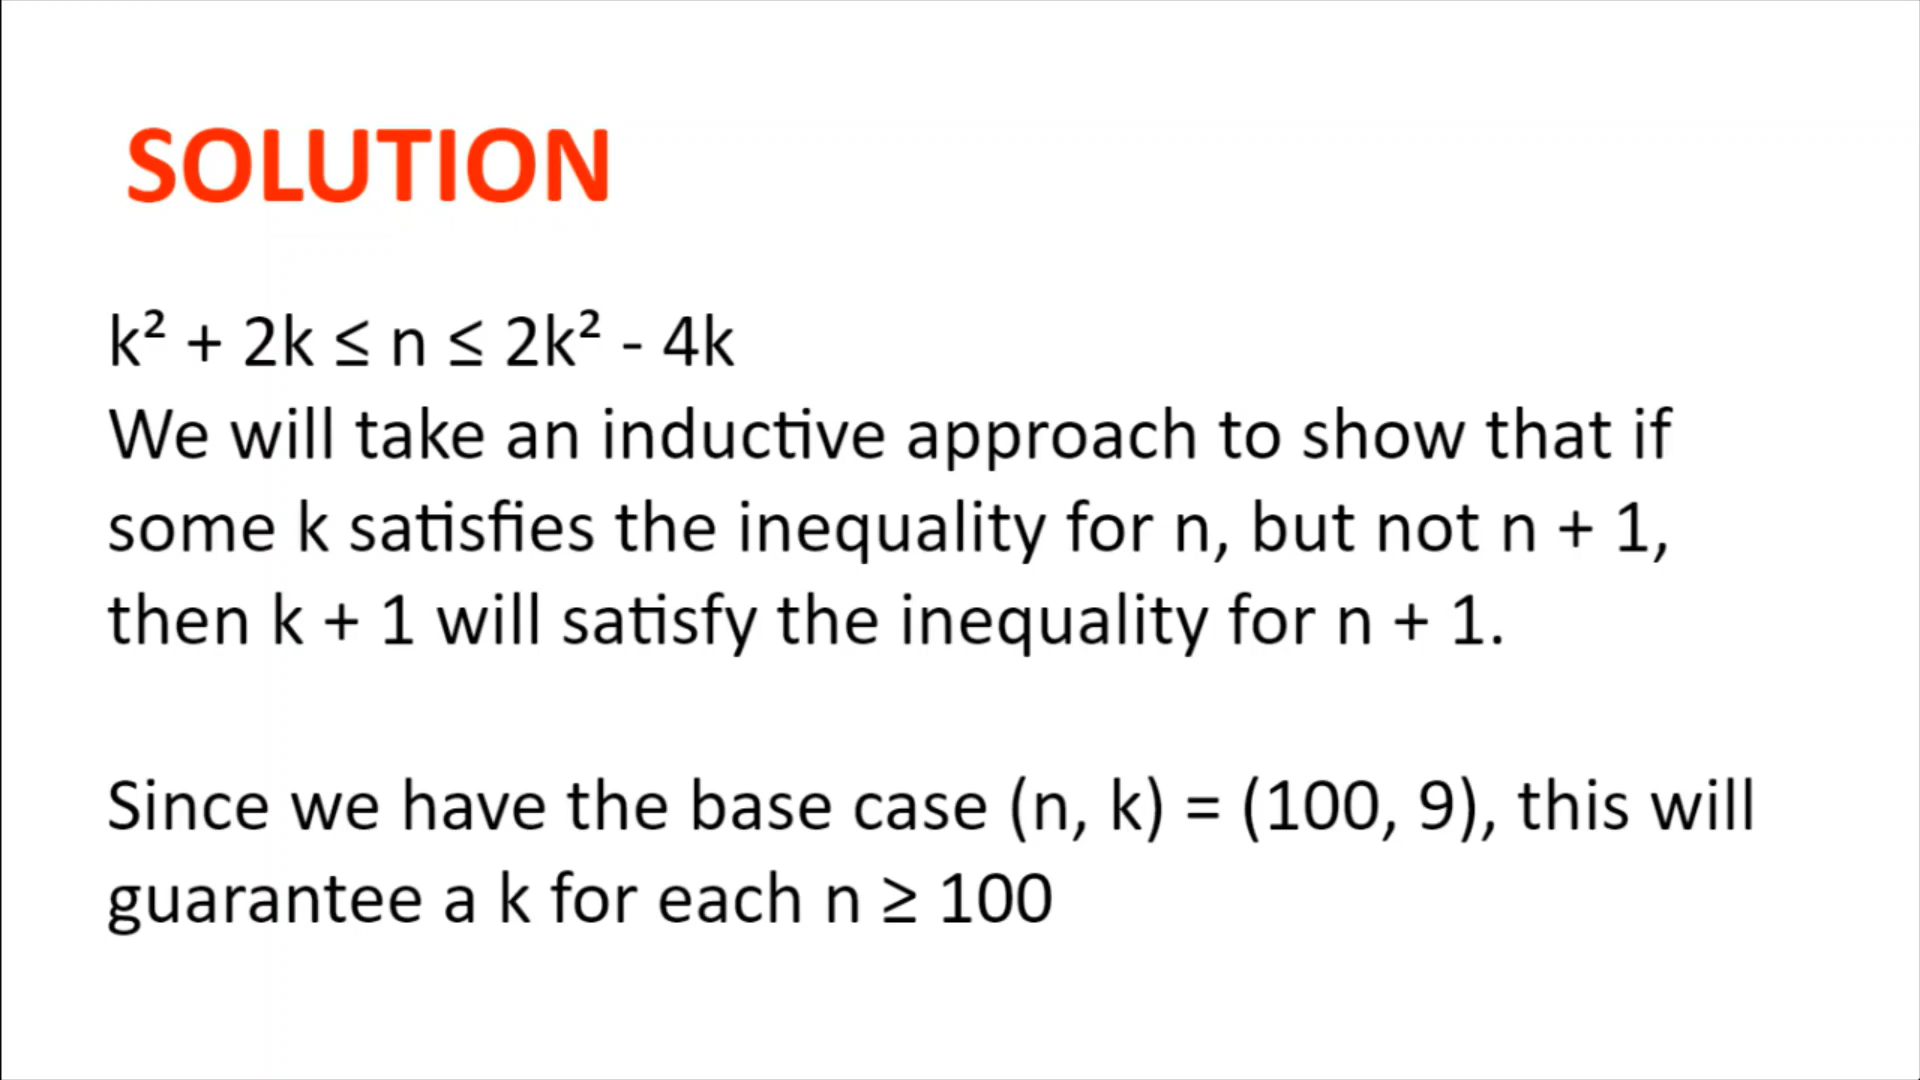 SOLUTION
k² + 2k ≤ n ≤ 2k² - 4k
We will take an inductive approach to show that if
some k satisfies the inequality for n, but not n + 1,
then k + 1 will satisfy the inequality for n + 1.
Since we have the base case (n, k) = (100, 9), this will
guarantee a k for each n ≥ 100